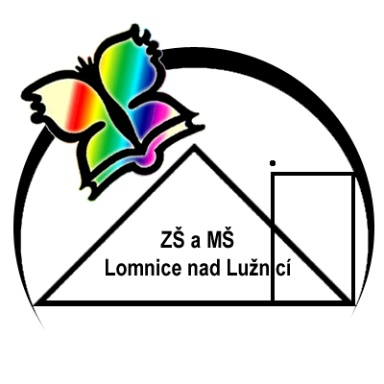 ZŠ a MŠ
Lomnice nad Lužnicí